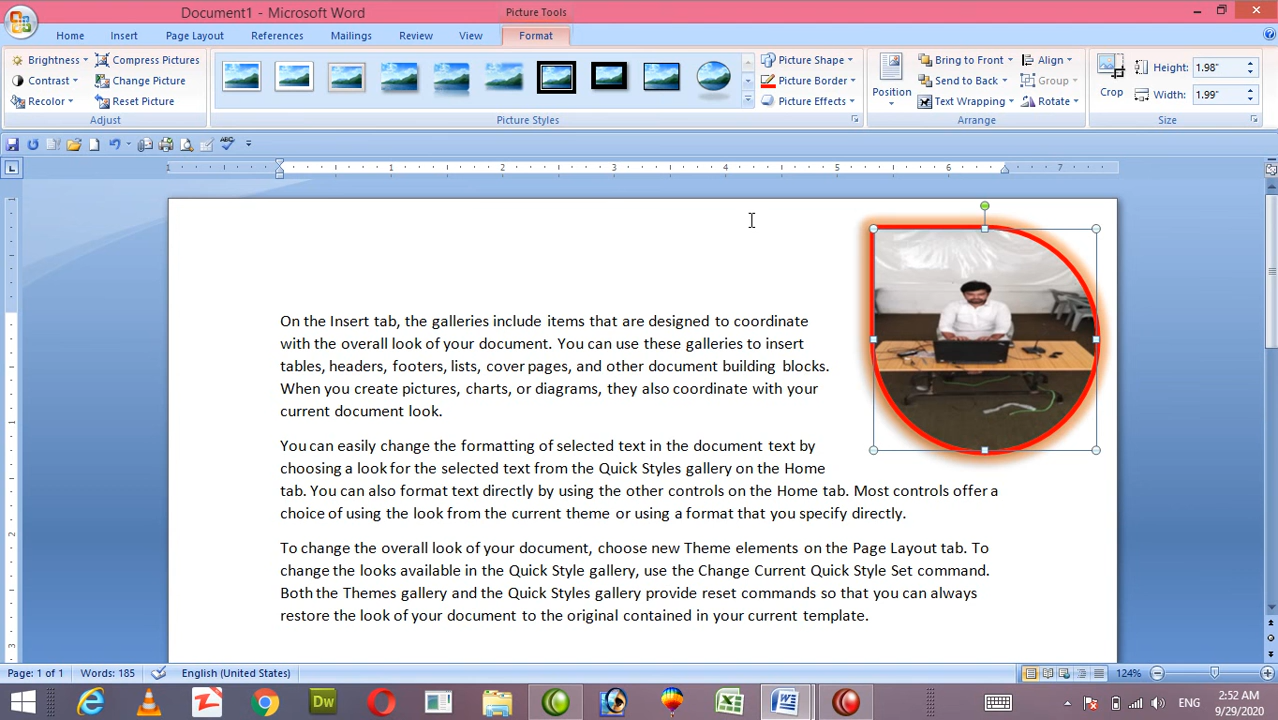 Document1 - Microsoft Word
Picture Tools
Home Insert Page Layout References Mailings Review View Format
Brightness Compress Pictures Picture Shape Bring to Front Align Height: 1.98"
Contrast Change Picture Picture Border Position Send to Back Group Crop Width: 1.99"
Recolor Reset Picture Picture Effects Text Wrapping Rotate
Adjust Picture Styles Arrange Size
1 1 2 3 4 5 6 7
On the Insert tab, the galleries include items that are designed to coordinate
with the overall look of your document. You can use these galleries to insert
tables, headers, footers, lists, cover pages, and other document building blocks.
When you create pictures, charts, or diagrams, they also coordinate with your
current document look.
You can easily change the formatting of selected text in the document text by
choosing a look for the selected text from the Quick Styles gallery on the Home
tab. You can also format text directly by using the other controls on the Home tab. Most controls offer a
choice of using the look from the current theme or using a format that you specify directly.
To change the overall look of your document, choose new Theme elements on the Page Layout tab. To
change the looks available in the Quick Style gallery, use the Change Current Quick Style Set command.
Both the Themes gallery and the Quick Styles gallery provide reset commands so that you can always
restore the look of your document to the original contained in your current template.
Page: 1 of 1 Words: 185 English (United States) 124%
Dw ENG 2:52 AM
9/29/2020